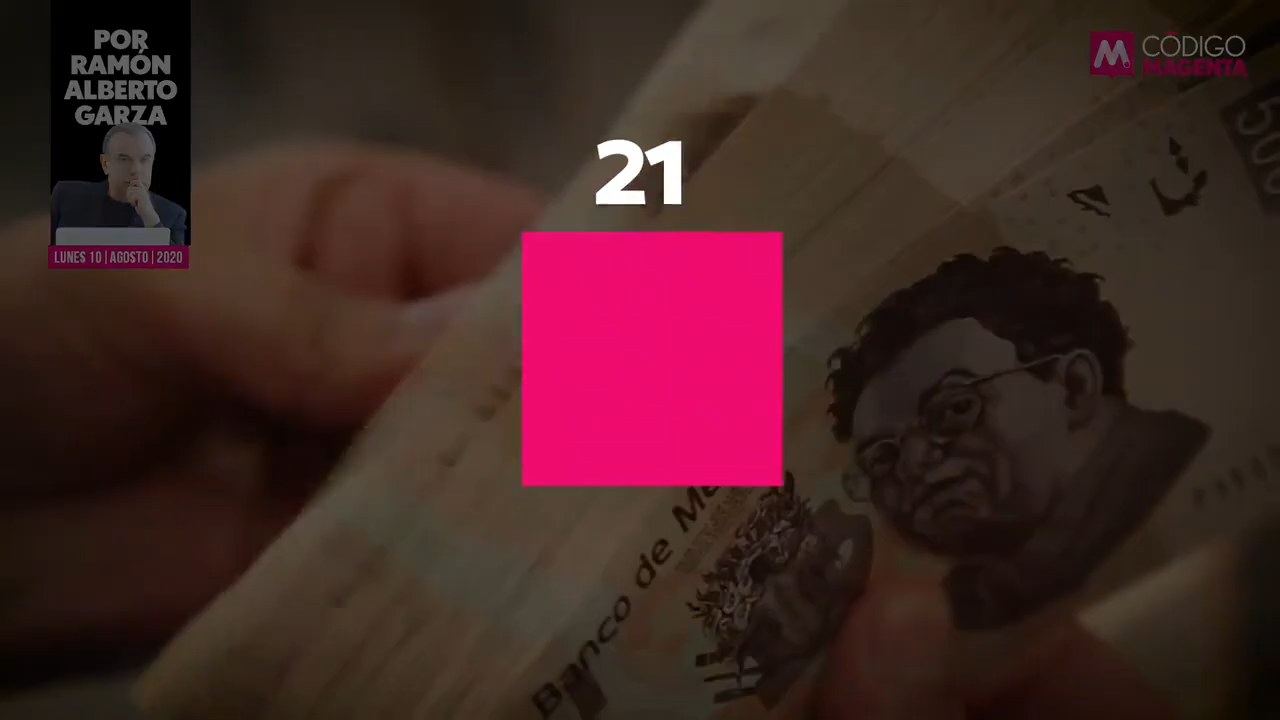 POR
RAMÓN
ALBERTO
GARZA
LUNES 10 | AGOSTO | 2020
CÓDIGO
MAGENTA
21
Banco de Mé